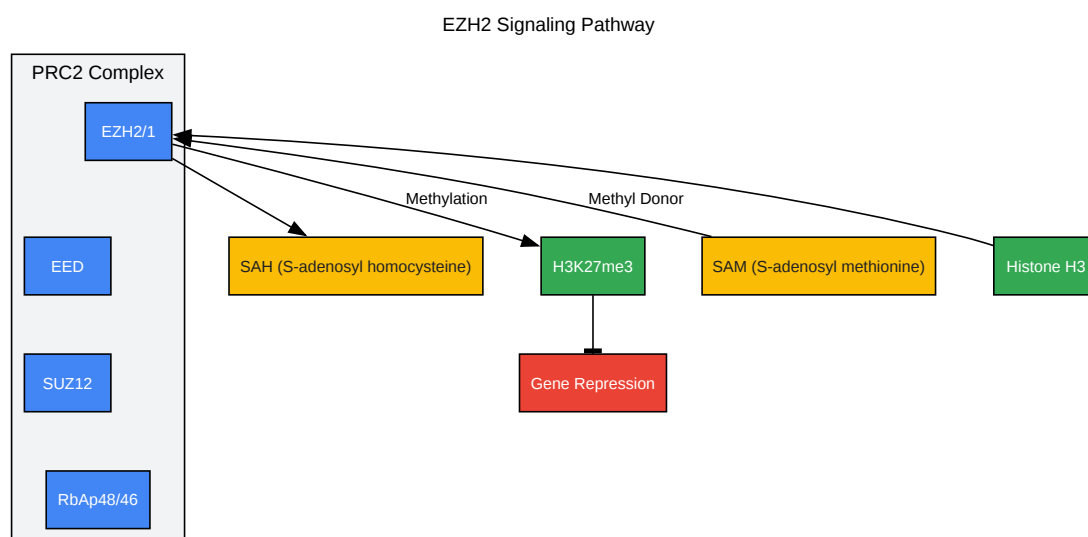 EZH2 Signaling Pathway
PRC2 Complex
EZH2/1
Methylation
Methyl Donor
EED
SAH (S-adenosyl homocysteine)
H3K27me3
SAM (S-adenosyl methionine)
Histone H3
SUZ12
Gene Repression
RbAp48/46